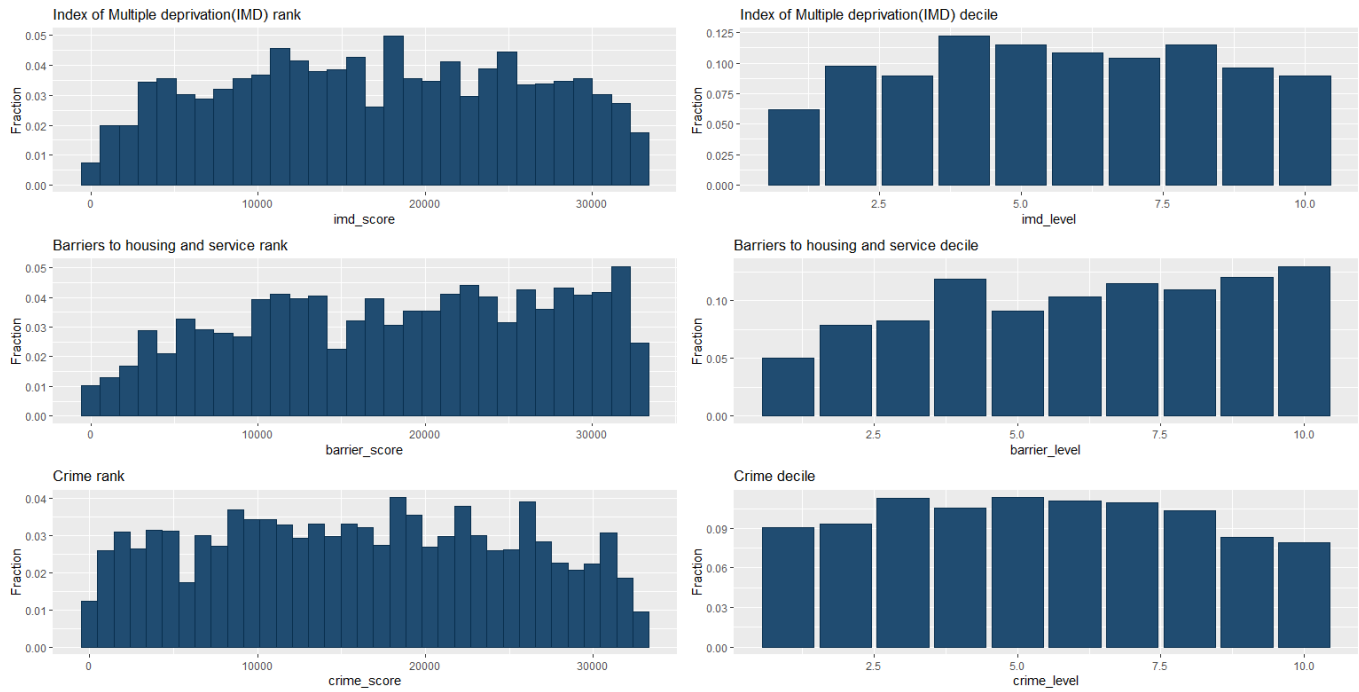 Index of Multiple deprivation(IMD) rank
0.05
0.04
0.03
0.02
0.01
0.00
Fraction
0 10000 20000 30000
imd_score
Index of Multiple deprivation(IMD) decile
0.125
0.100
0.075
0.050
0.025
0.000
Fraction
2.5 5.0 7.5 10.0
imd_level
Barriers to housing and service rank
0.05
0.04
0.03
0.02
0.01
0.00
Fraction
0 10000 20000 30000
barrier_score
Barriers to housing and service decile
0.10
0.05
0.00
Fraction
2.5 5.0 7.5 10.0
barrier_level
Crime rank
0.04
0.03
0.02
0.01
0.00
Fraction
0 10000 20000 30000
crime_score
Crime decile
0.09
0.06
0.03
0.00
Fraction
2.5 5.0 7.5 10.0
crime_level